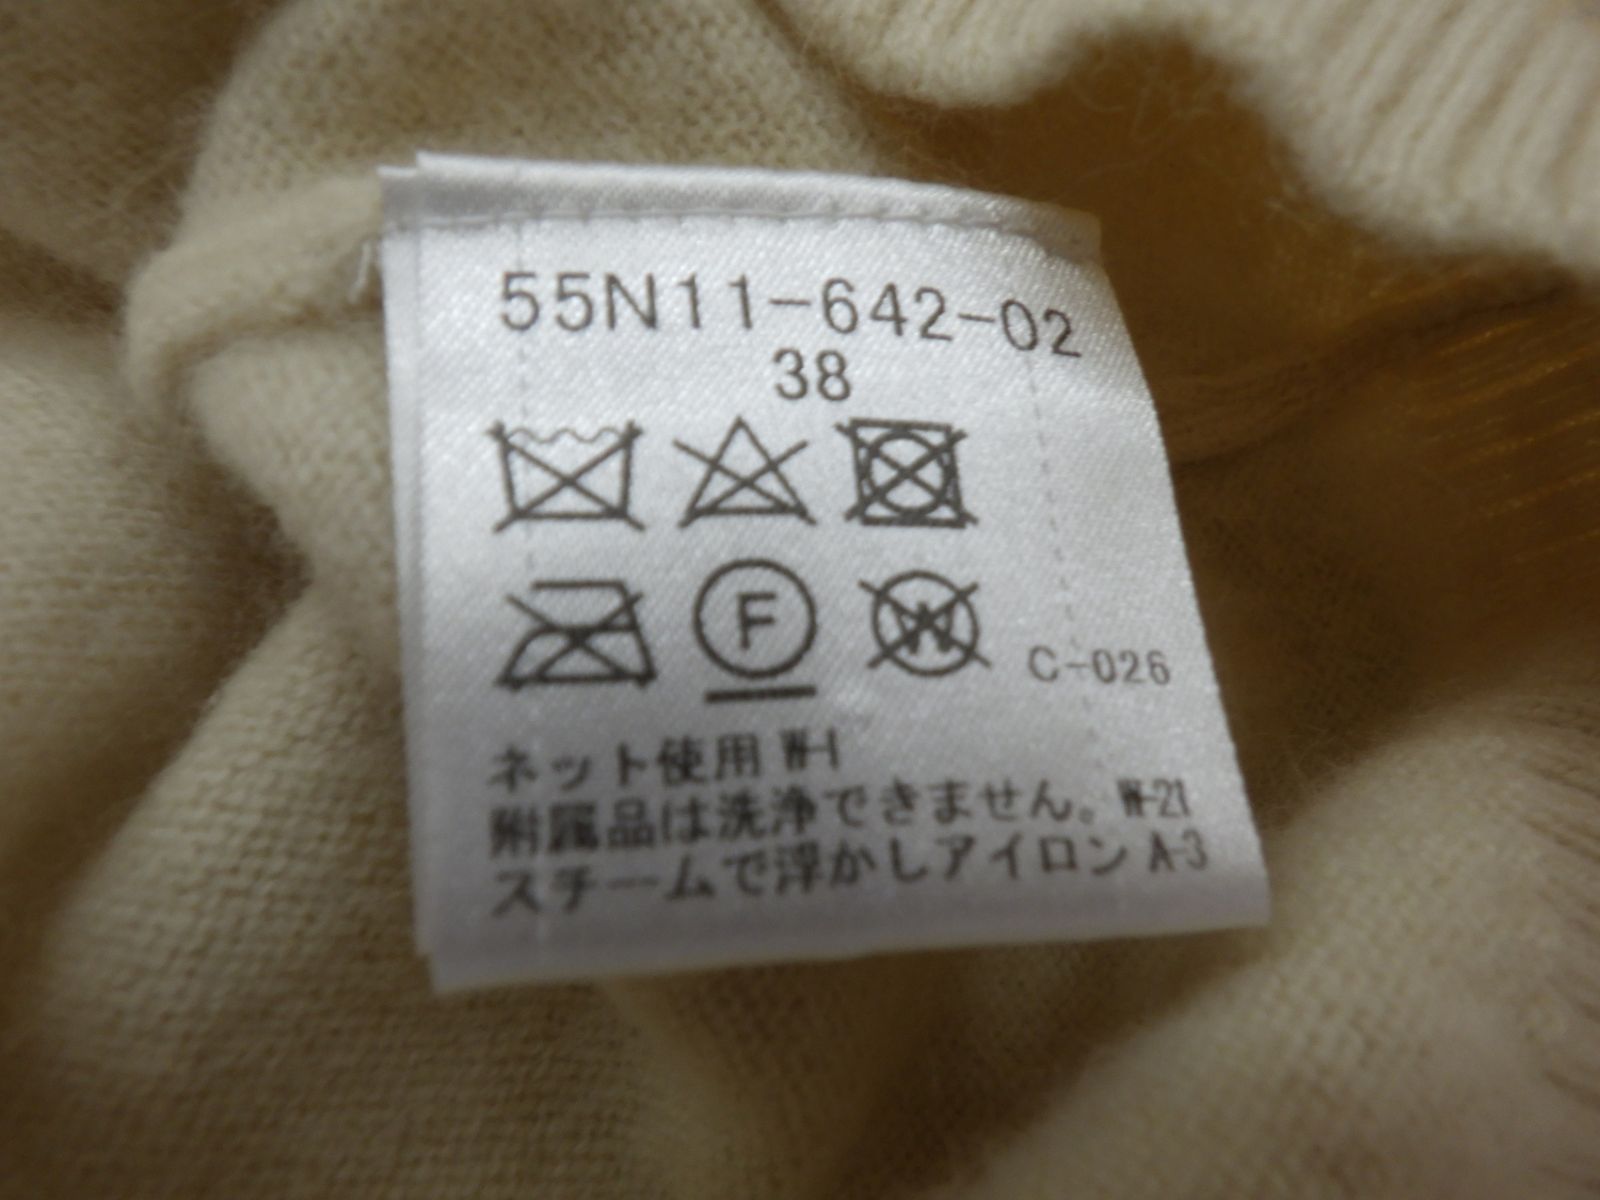 55N11-642-02
38
F
W
C-026
ネット使用 W-1
附属品は洗浄できません。 W-21
スチームで浮かしアイロン A-3